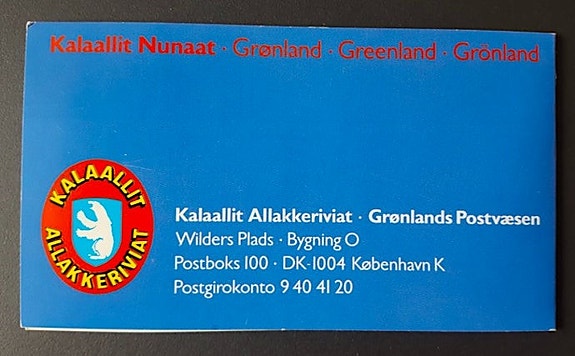 Kalaallit Nunaat · Grønland · Greenland · Grönland
KALAALLIT
ALLAKKERIVIAT
Kalaallit Allakkeriviat · Grønlands Postvæsen
Wilders Plads · Bygning O
Postboks 100 · DK-1004 København K
Postgirokonto 9 40 41 20